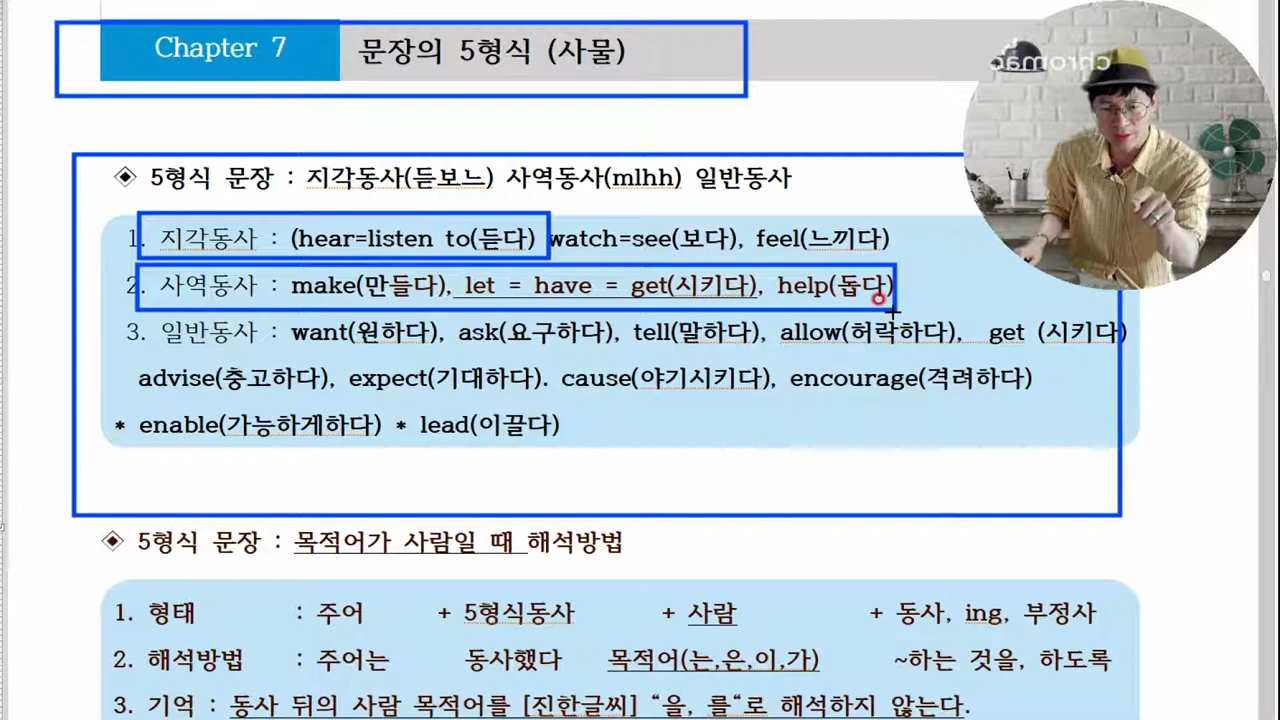 Chapter 7 문장의 5형식 (사물)
chromac
◈ 5형식 문장 : 지각동사(듣보느) 사역동사(mlhh) 일반동사
1. 지각동사 : (hear=listen to(듣다) watch=see(보다), feel(느끼다)
2. 사역동사 : make(만들다), let = have = get(시키다), help(돕다)
3. 일반동사 : want(원하다), ask(요구하다), tell(말하다), allow(허락하다), get (시키다)
advise(충고하다), expect(기대하다). cause(야기시키다), encourage(격려하다)
* enable(가능하게하다) * lead(이끌다)
◈ 5형식 문장 : 목적어가 사람일 때 해석방법
1. 형태 : 주어 + 5형식동사 + 사람 + 동사, ing, 부정사
2. 해석방법 : 주어는 동사했다 목적어(는,은,이,가) ~하는 것을, 하도록
3. 기억 : 동사 뒤의 사람 목적어를 [진한글씨] “을, 를“로 해석하지 않는다.